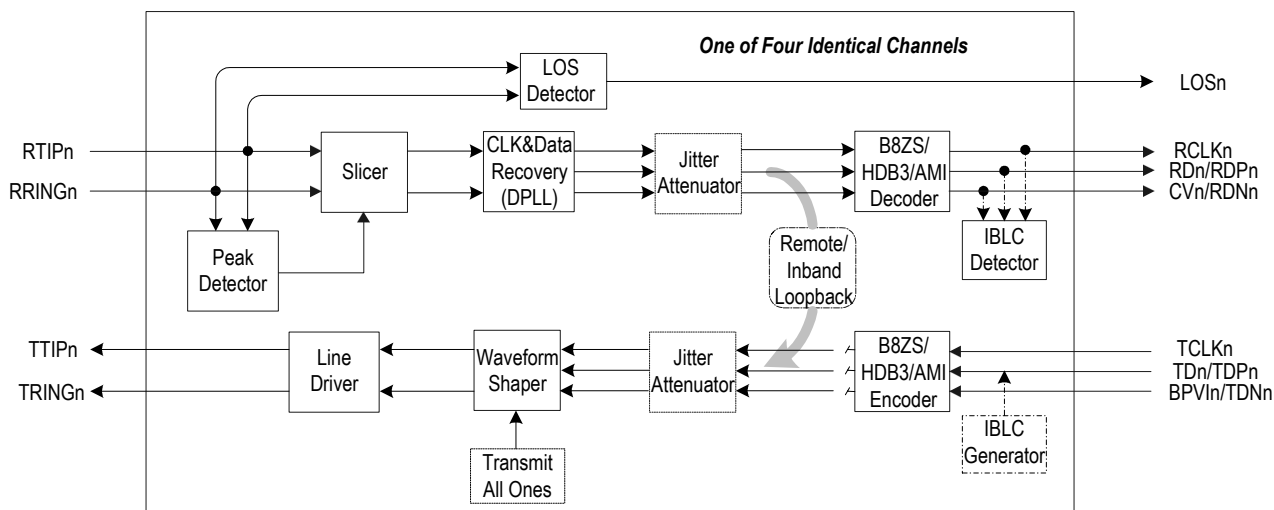 One of Four Identical Channels
LOS
Detector
LOSn
RTIPn
RRINGn
Slicer
CLK&Data
Recovery
(DPLL)
Jitter
Attenuator
B8ZS/
HDB3/AMI
Decoder
RCLKn
RDn/RDPn
CVn/RDNn
Peak
Detector
Remote/
Inband
Loopback
IBLC
Detector
TTIPn
TRINGn
Line
Driver
Waveform
Shaper
Jitter
Attenuator
B8ZS/
HDB3/AMI
Encoder
TCLKn
TDn/TDPn
BPVIn/TDNn
Transmit
All Ones
IBLC
Generator